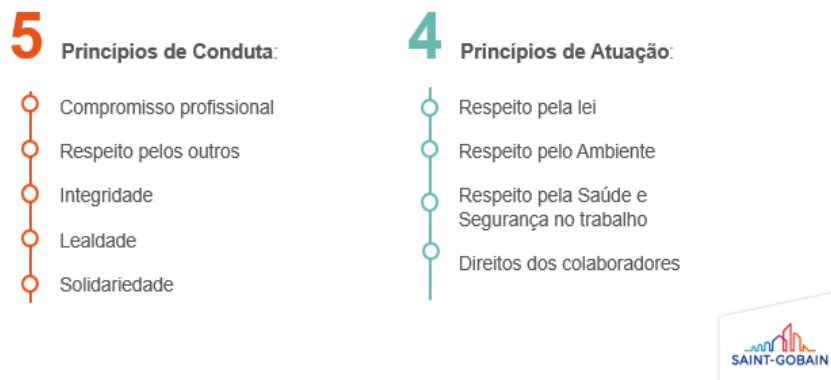 5 Princípios de Conduta:
Compromisso profissional
Respeito pelos outros
Integridade
Lealdade
Solidariedade
4 Princípios de Atuação:
Respeito pela lei
Respeito pelo Ambiente
Respeito pela Saúde e
Segurança no trabalho
Direitos dos colaboradores
SAINT-GOBAIN